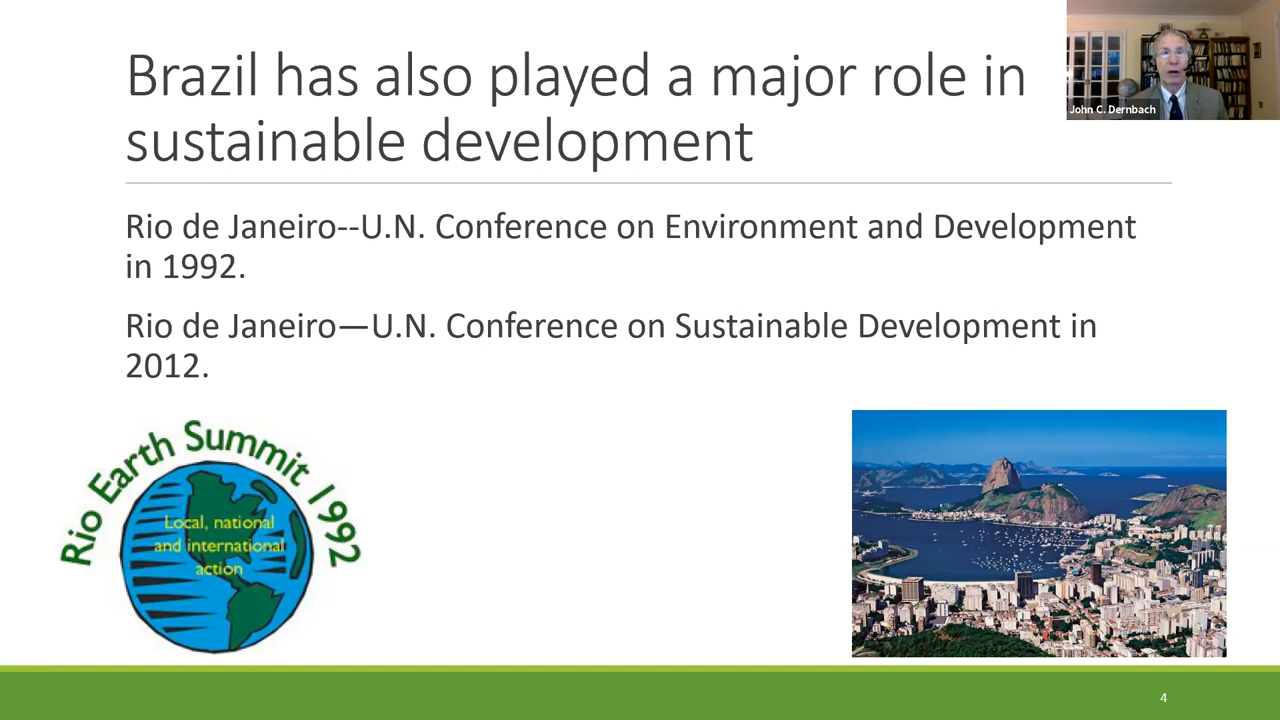 Brazil has also played a major role in
sustainable development
John C. Dernbach
Rio de Janeiro--U.N. Conference on Environment and Development
in 1992.
Rio de Janeiro—U.N. Conference on Sustainable Development in
2012.
Rio Earth Summit 1992
Local, national
and international
action
4